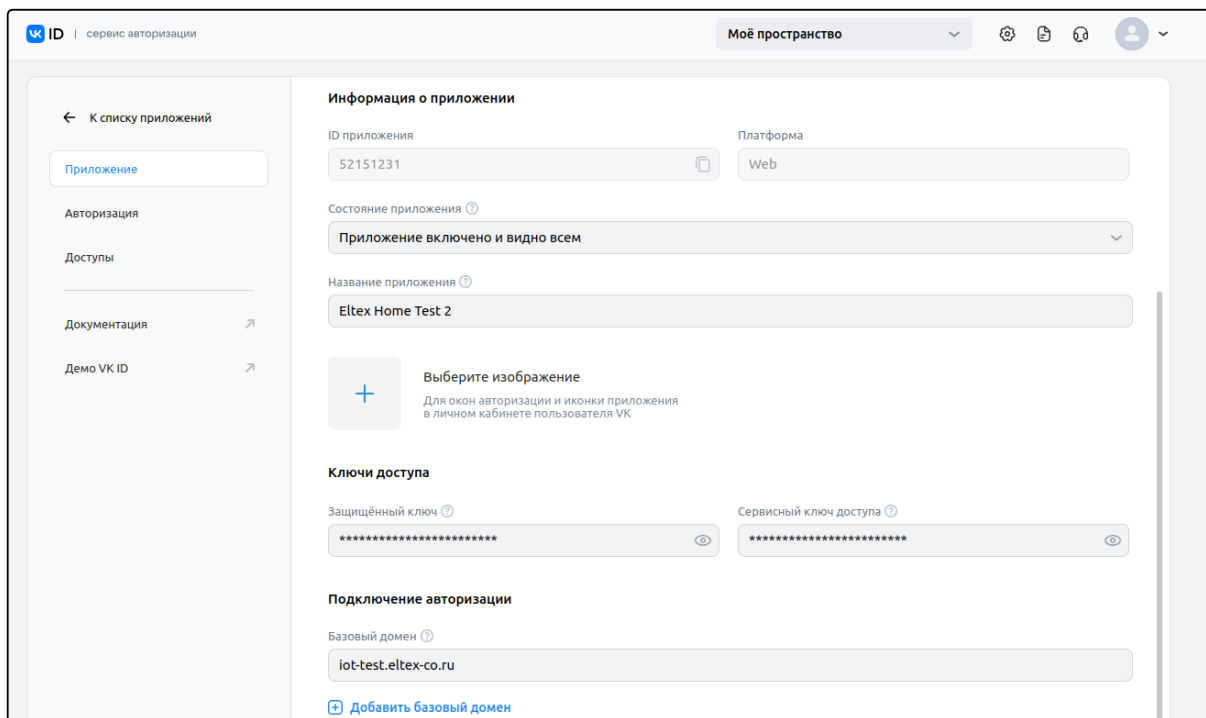 VK ID | сервис авторизации
Моё пространство
К списку приложений
Приложение
Авторизация
Доступы
Документация
Демо VK ID
Информация о приложении
ID приложения
Платформа
52151231
Web
Состояние приложения
Приложение включено и видно всем
Название приложения
Eltex Home Test 2
Выберите изображение
Для окон авторизации и иконки приложения
в личном кабинете пользователя VK
Ключи доступа
Защищённый ключ
Сервисный ключ доступа
************************
************************
Подключение авторизации
Базовый домен
iot-test.eltex-co.ru
Добавить базовый домен